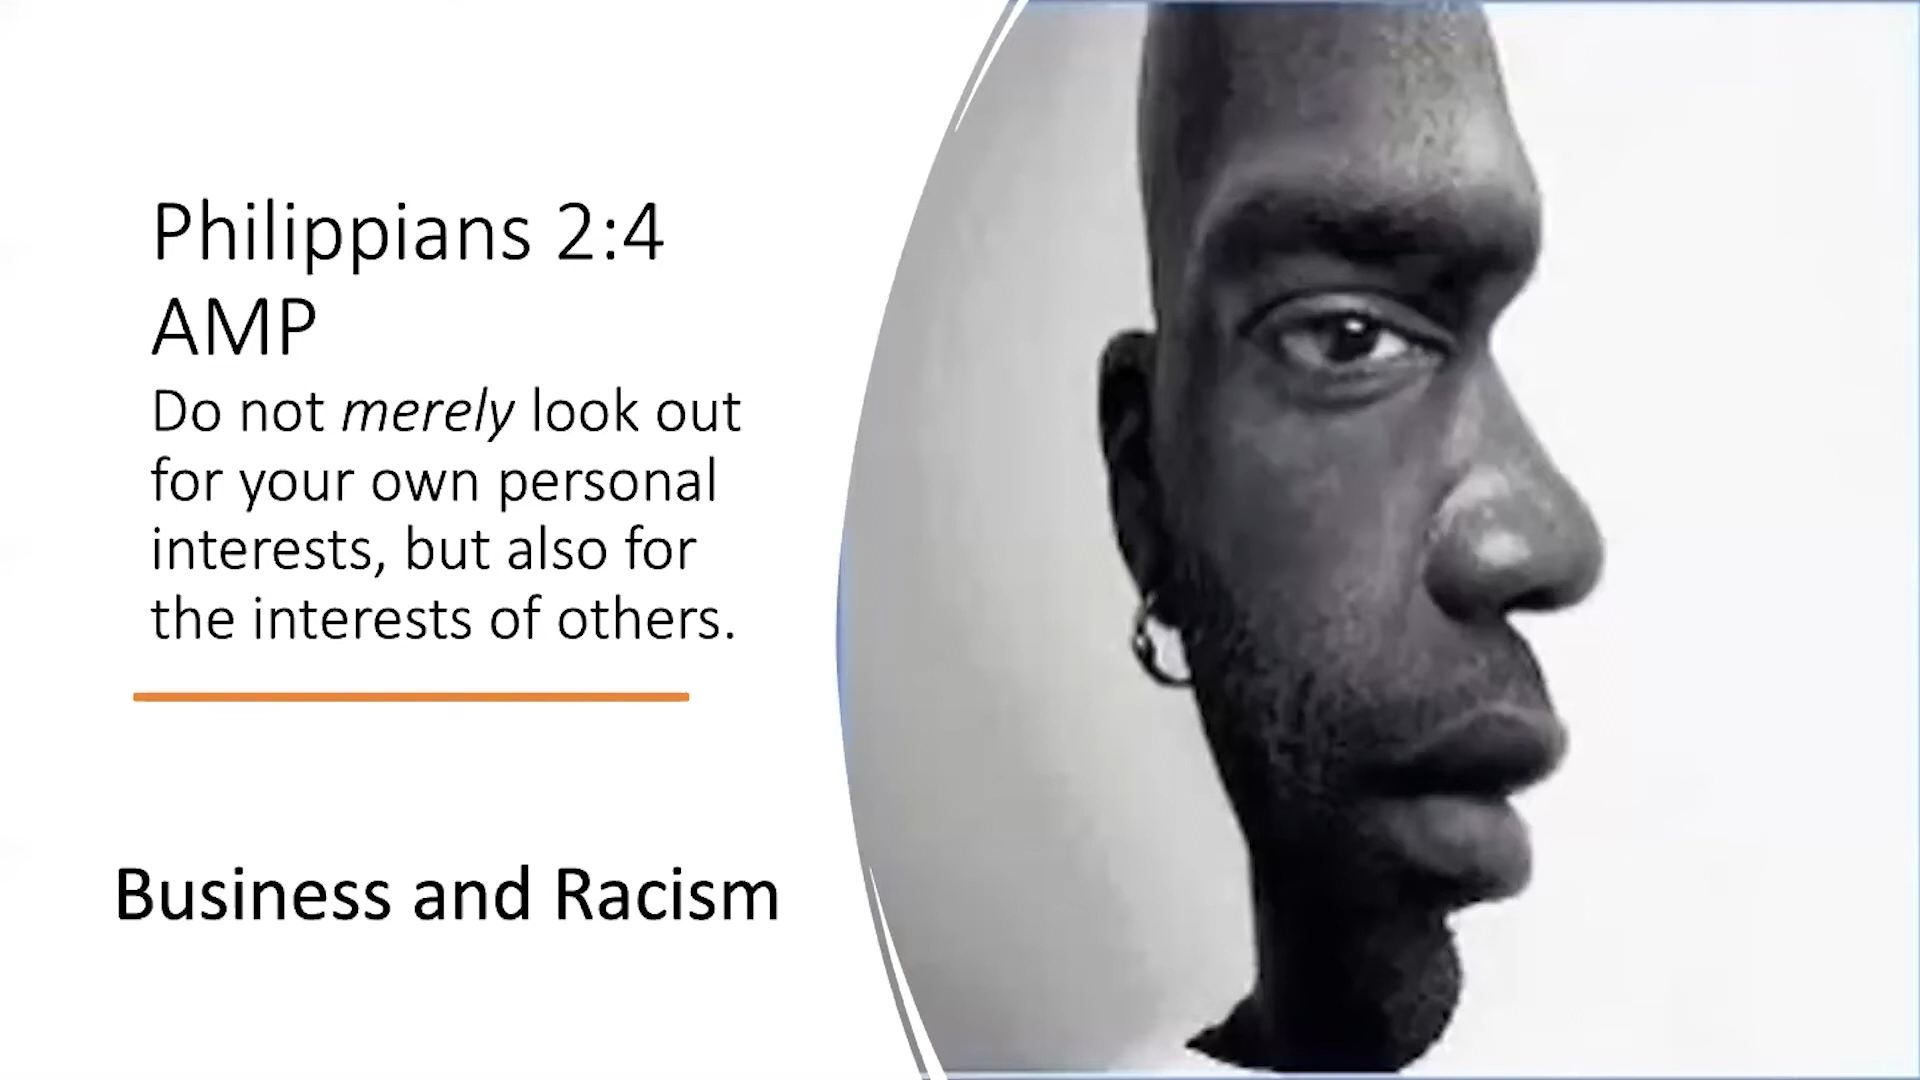 Philippians 2:4
AMP
Do not merely look out
for your own personal
interests, but also for
the interests of others.
Business and Racism